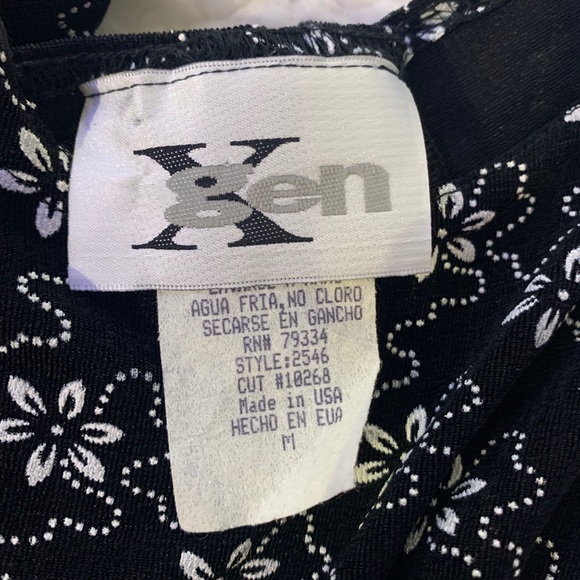 X gen
AGUA FRIA, NO CLORO
SECARSE EN GANCHO
RN# 79334
STYLE:2546
CUT #10268
Made in USA
HECHO EN EUA
M